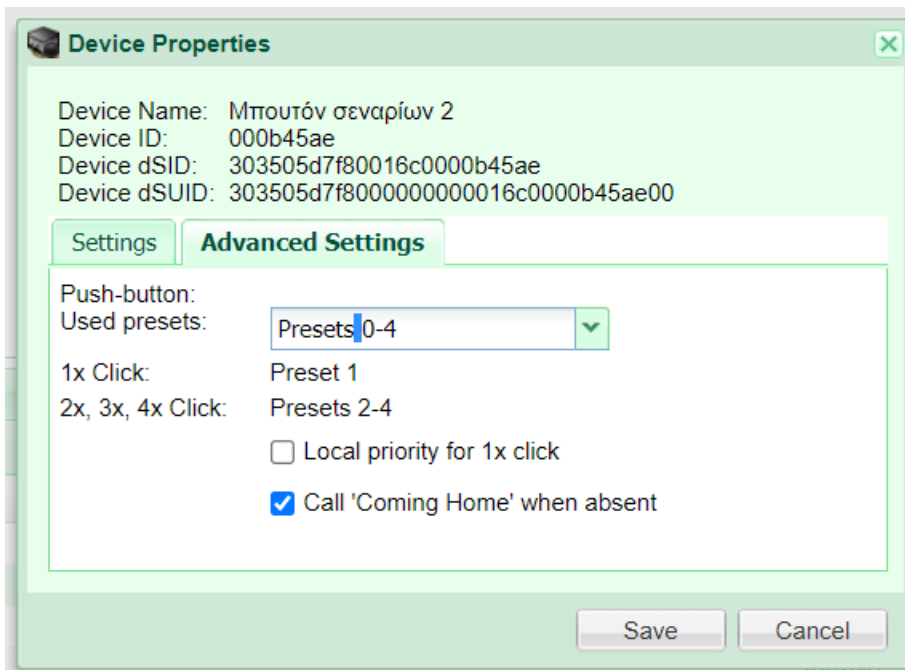 Device Properties
Device Name: Μπουτόν σεναρίων 2
Device ID: 000b45ae
Device dSID: 303505d7f80016c0000b45ae
Device dSUID: 303505d7f8000000000016c0000b45ae00
Settings Advanced Settings
Push-button:
Used presets: Presets 0-4
1x Click: Preset 1
2x, 3x, 4x Click: Presets 2-4
Local priority for 1x click
Call 'Coming Home' when absent
Save Cancel